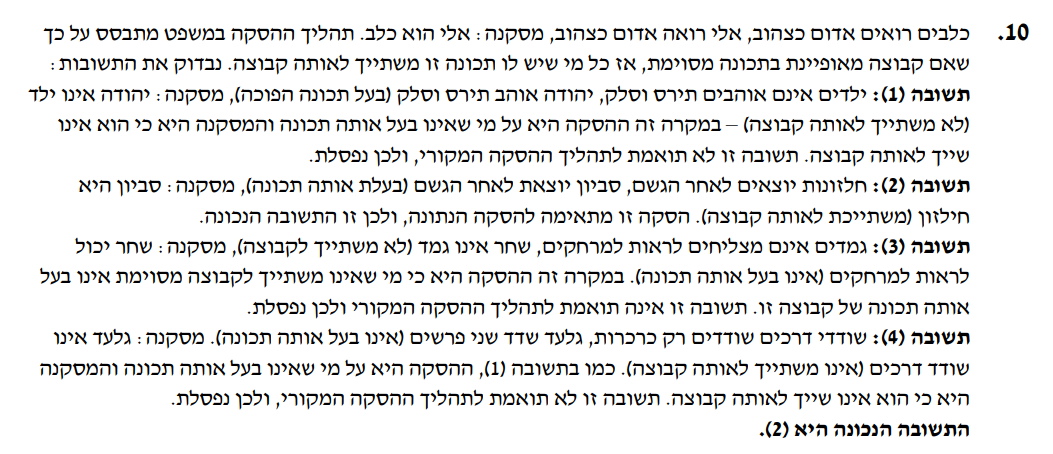 10. כלבים רואים אדום כצהוב, אלי רואה אדום כצהוב, מסקנה: אלי הוא כלב. תהליך ההסקה במשפט מתבסס על כך
שאם קבוצה מאופיינת בתכונה מסוימת, אז כל מי שיש לו תכונה זו משתייך לאותה קבוצה. נבדוק את התשובות:
תשובה (1): ילדים אינם אוהבים תירס וסלק, יהודה אוהב תירס וסלק (בעל תכונה הפוכה), מסקנה: יהודה אינו ילד
(לא משתייך לאותה קבוצה) – במקרה זה ההסקה היא על מי שאינו בעל אותה תכונה והמסקנה היא כי הוא אינו
שייך לאותה קבוצה. תשובה זו לא תואמת לתהליך ההסקה המקורי, ולכן נפסלת.
תשובה (2): חלזונות יוצאים לאחר הגשם, סביון יוצאת לאחר הגשם (בעלת אותה תכונה), מסקנה: סביון היא
חילזון (משתייכת לאותה קבוצה). הסקה זו מתאימה להסקה הנתונה, ולכן זו התשובה הנכונה.
תשובה (3): גמדים אינם מצליחים לראות למרחקים, שחר אינו גמד (לא משתייך לקבוצה), מסקנה: שחר יכול
לראות למרחקים (אינו בעל אותה תכונה). במקרה זה ההסקה היא כי מי שאינו משתייך לקבוצה מסוימת אינו בעל
אותה תכונה של קבוצה זו. תשובה זו אינה תואמת לתהליך ההסקה המקורי ולכן נפסלת.
תשובה (4): שודדי דרכים שודדים רק כרכרות, גלעד שדד שני פרשים (אינו בעל אותה תכונה). מסקנה: גלעד אינו
שודד דרכים (אינו משתייך לאותה קבוצה). כמו בתשובה (1), ההסקה היא על מי שאינו בעל אותה תכונה והמסקנה
היא כי הוא אינו שייך לאותה קבוצה. תשובה זו לא תואמת לתהליך ההסקה המקורי, ולכן נפסלת.
התשובה הנכונה היא (2).